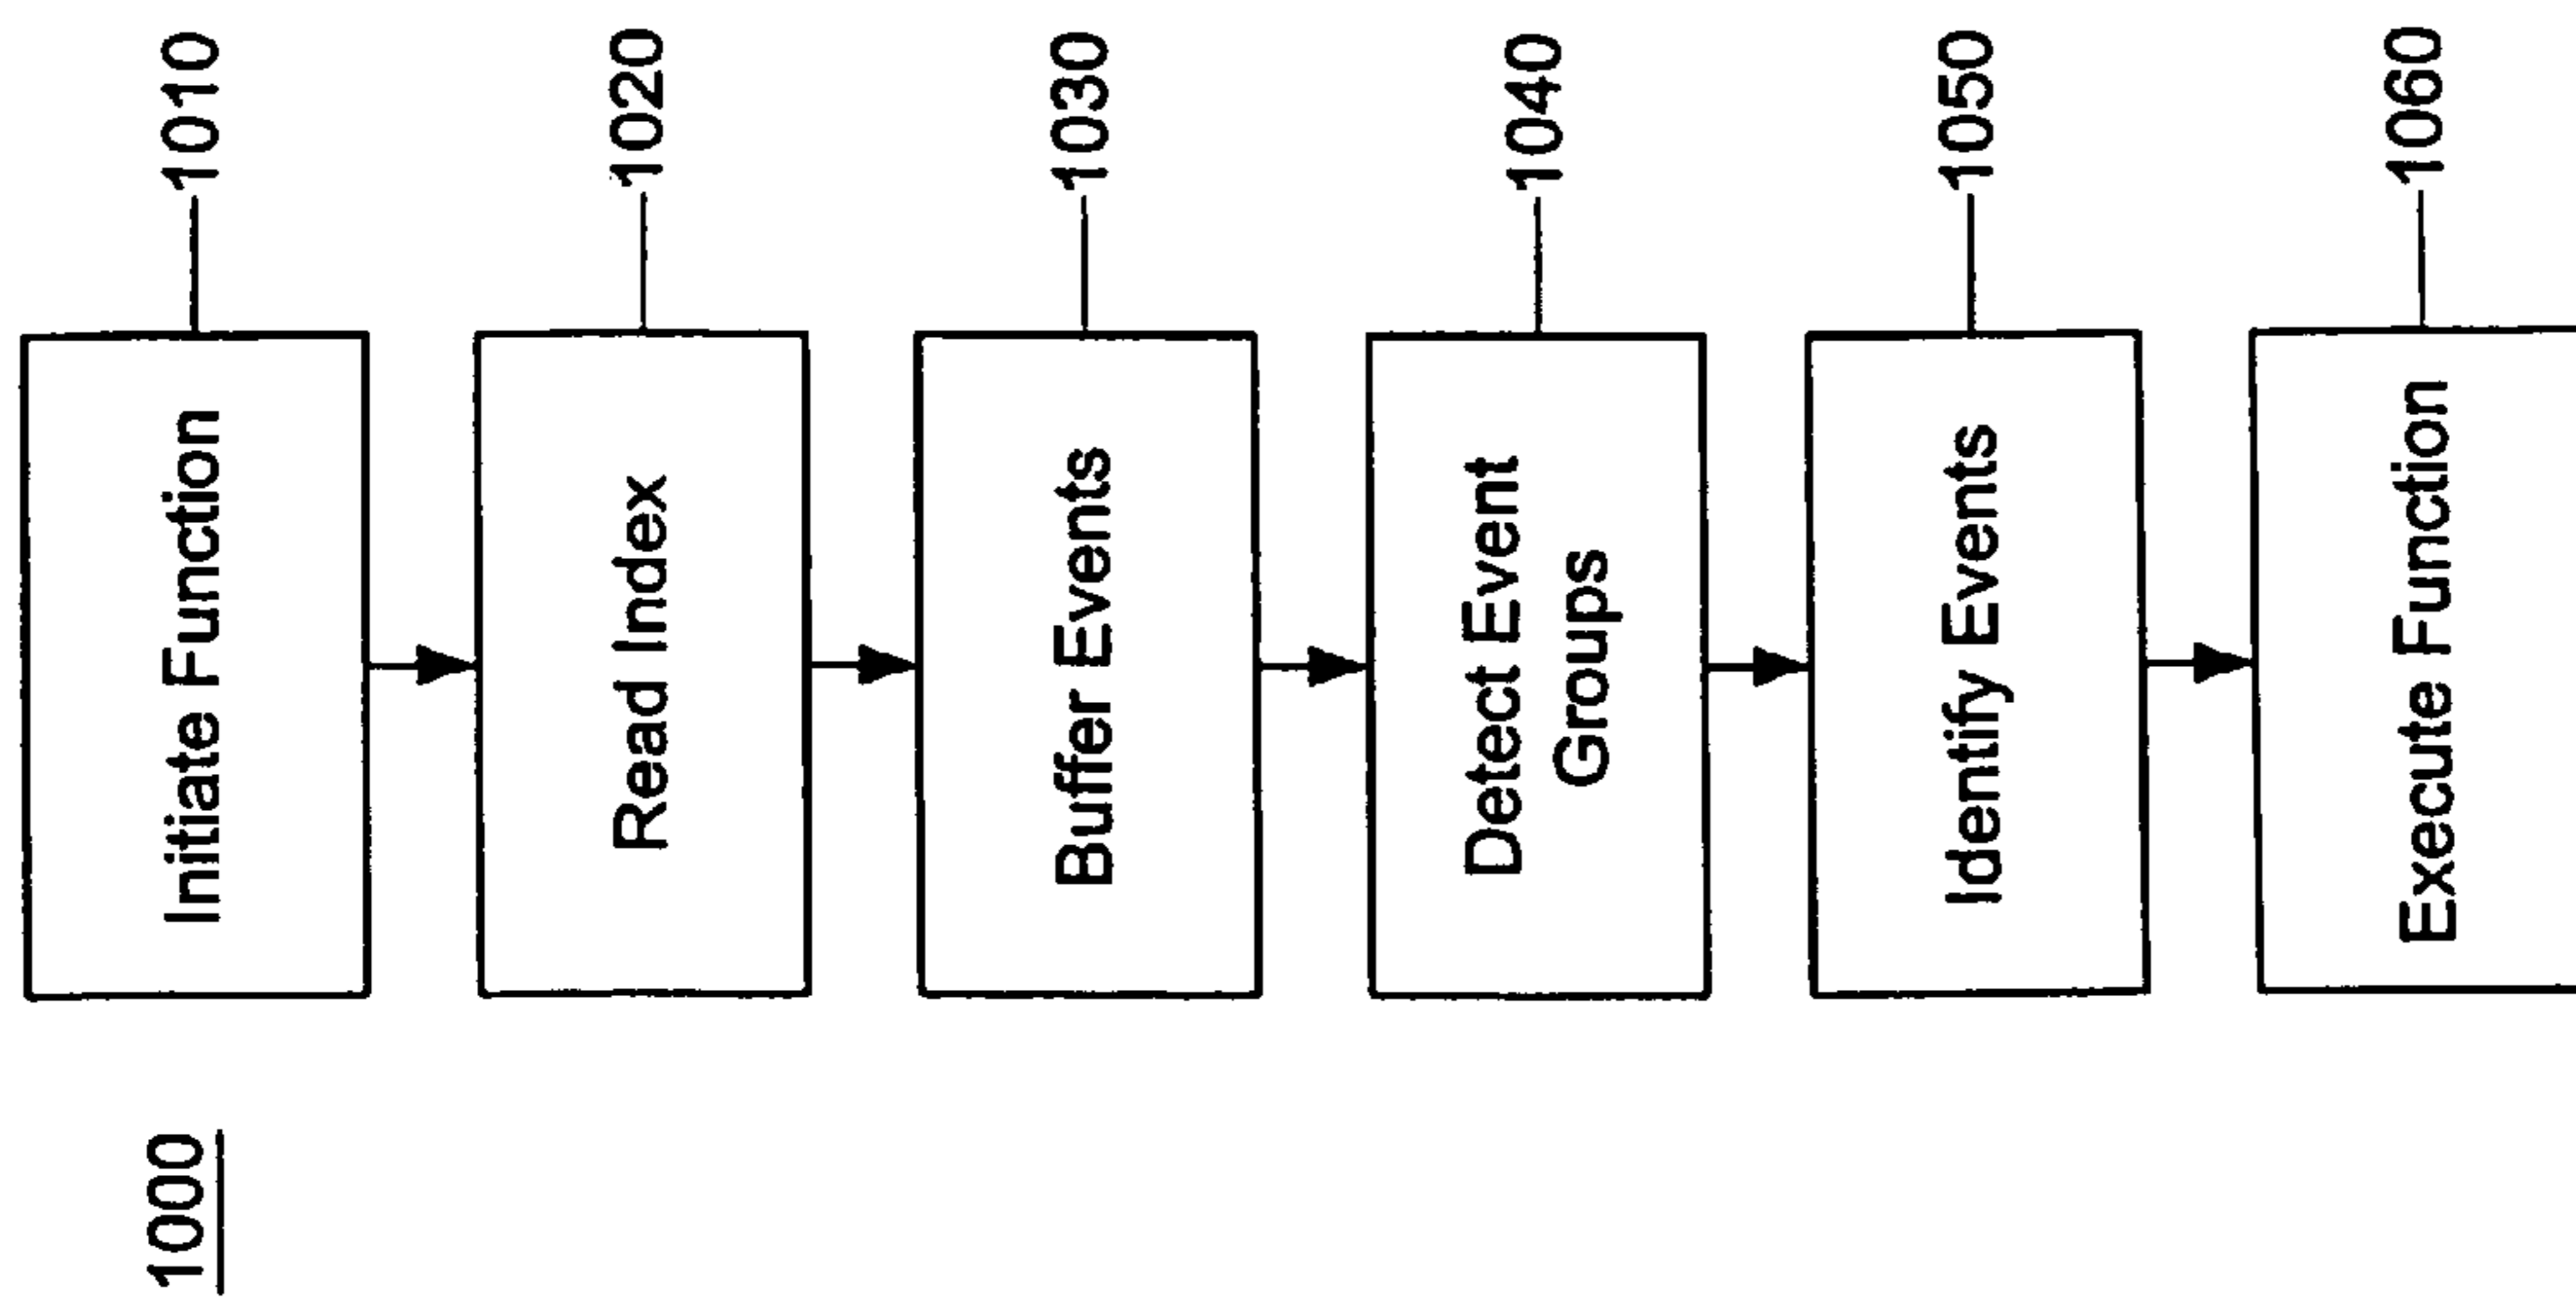 1000
Initiate Function
1010
Read Index
1020
Buffer Events
1030
Detect Event
Groups
1040
Identify Events
1050
Execute Function
1060